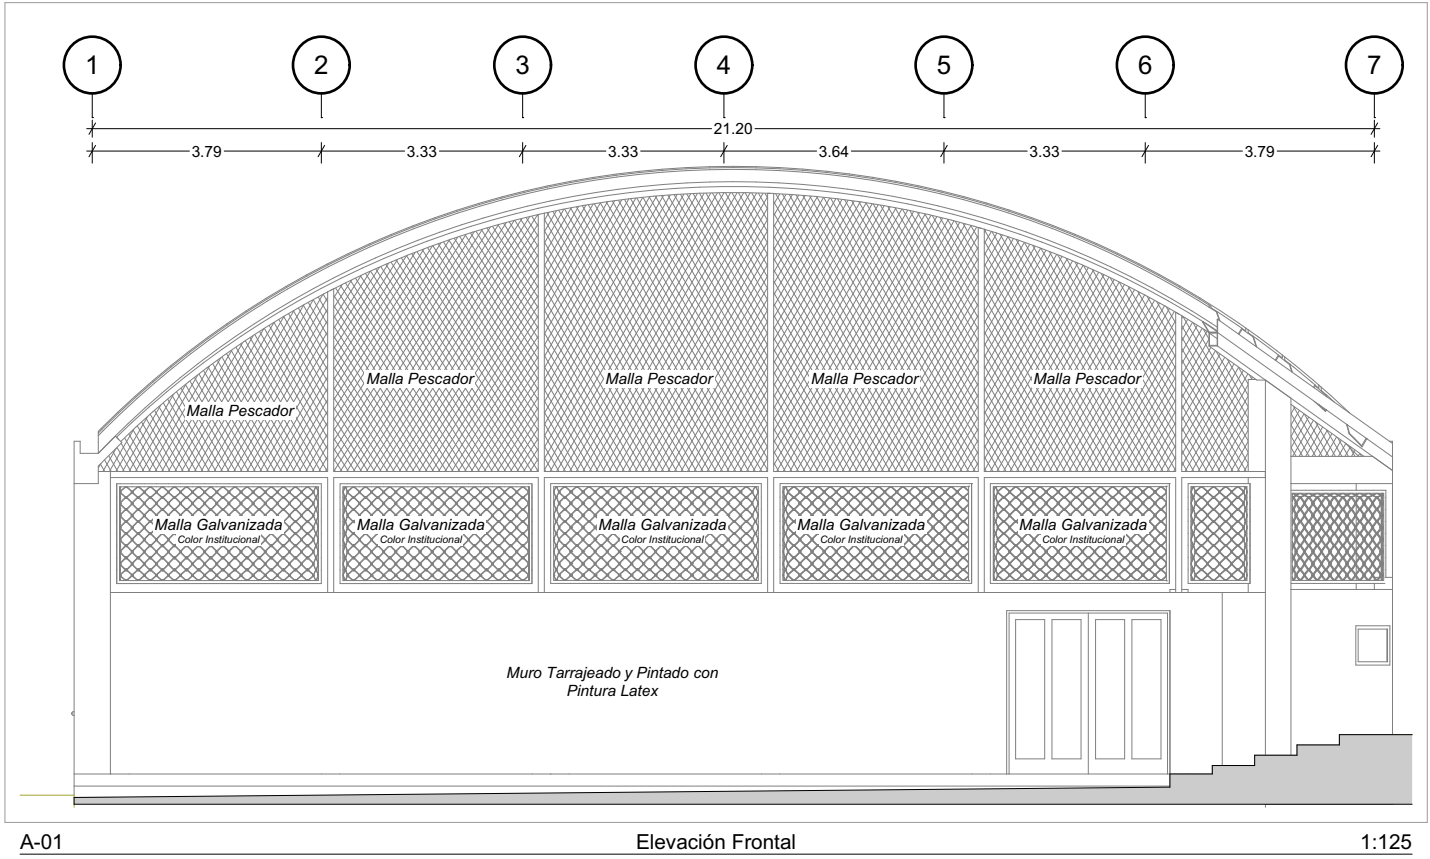 1 2 3 4 5 6 7
21.20
3.79 3.33 3.33 3.64 3.33 3.79
Malla Pescador Malla Pescador Malla Pescador Malla Pescador
Malla Pescador
Malla Galvanizada Malla Galvanizada Malla Galvanizada Malla Galvanizada Malla Galvanizada
Color Institucional Color Institucional Color Institucional Color Institucional Color Institucional
Muro Tarrajeado y Pintado con
Pintura Latex
A-01 Elevación Frontal 1:125